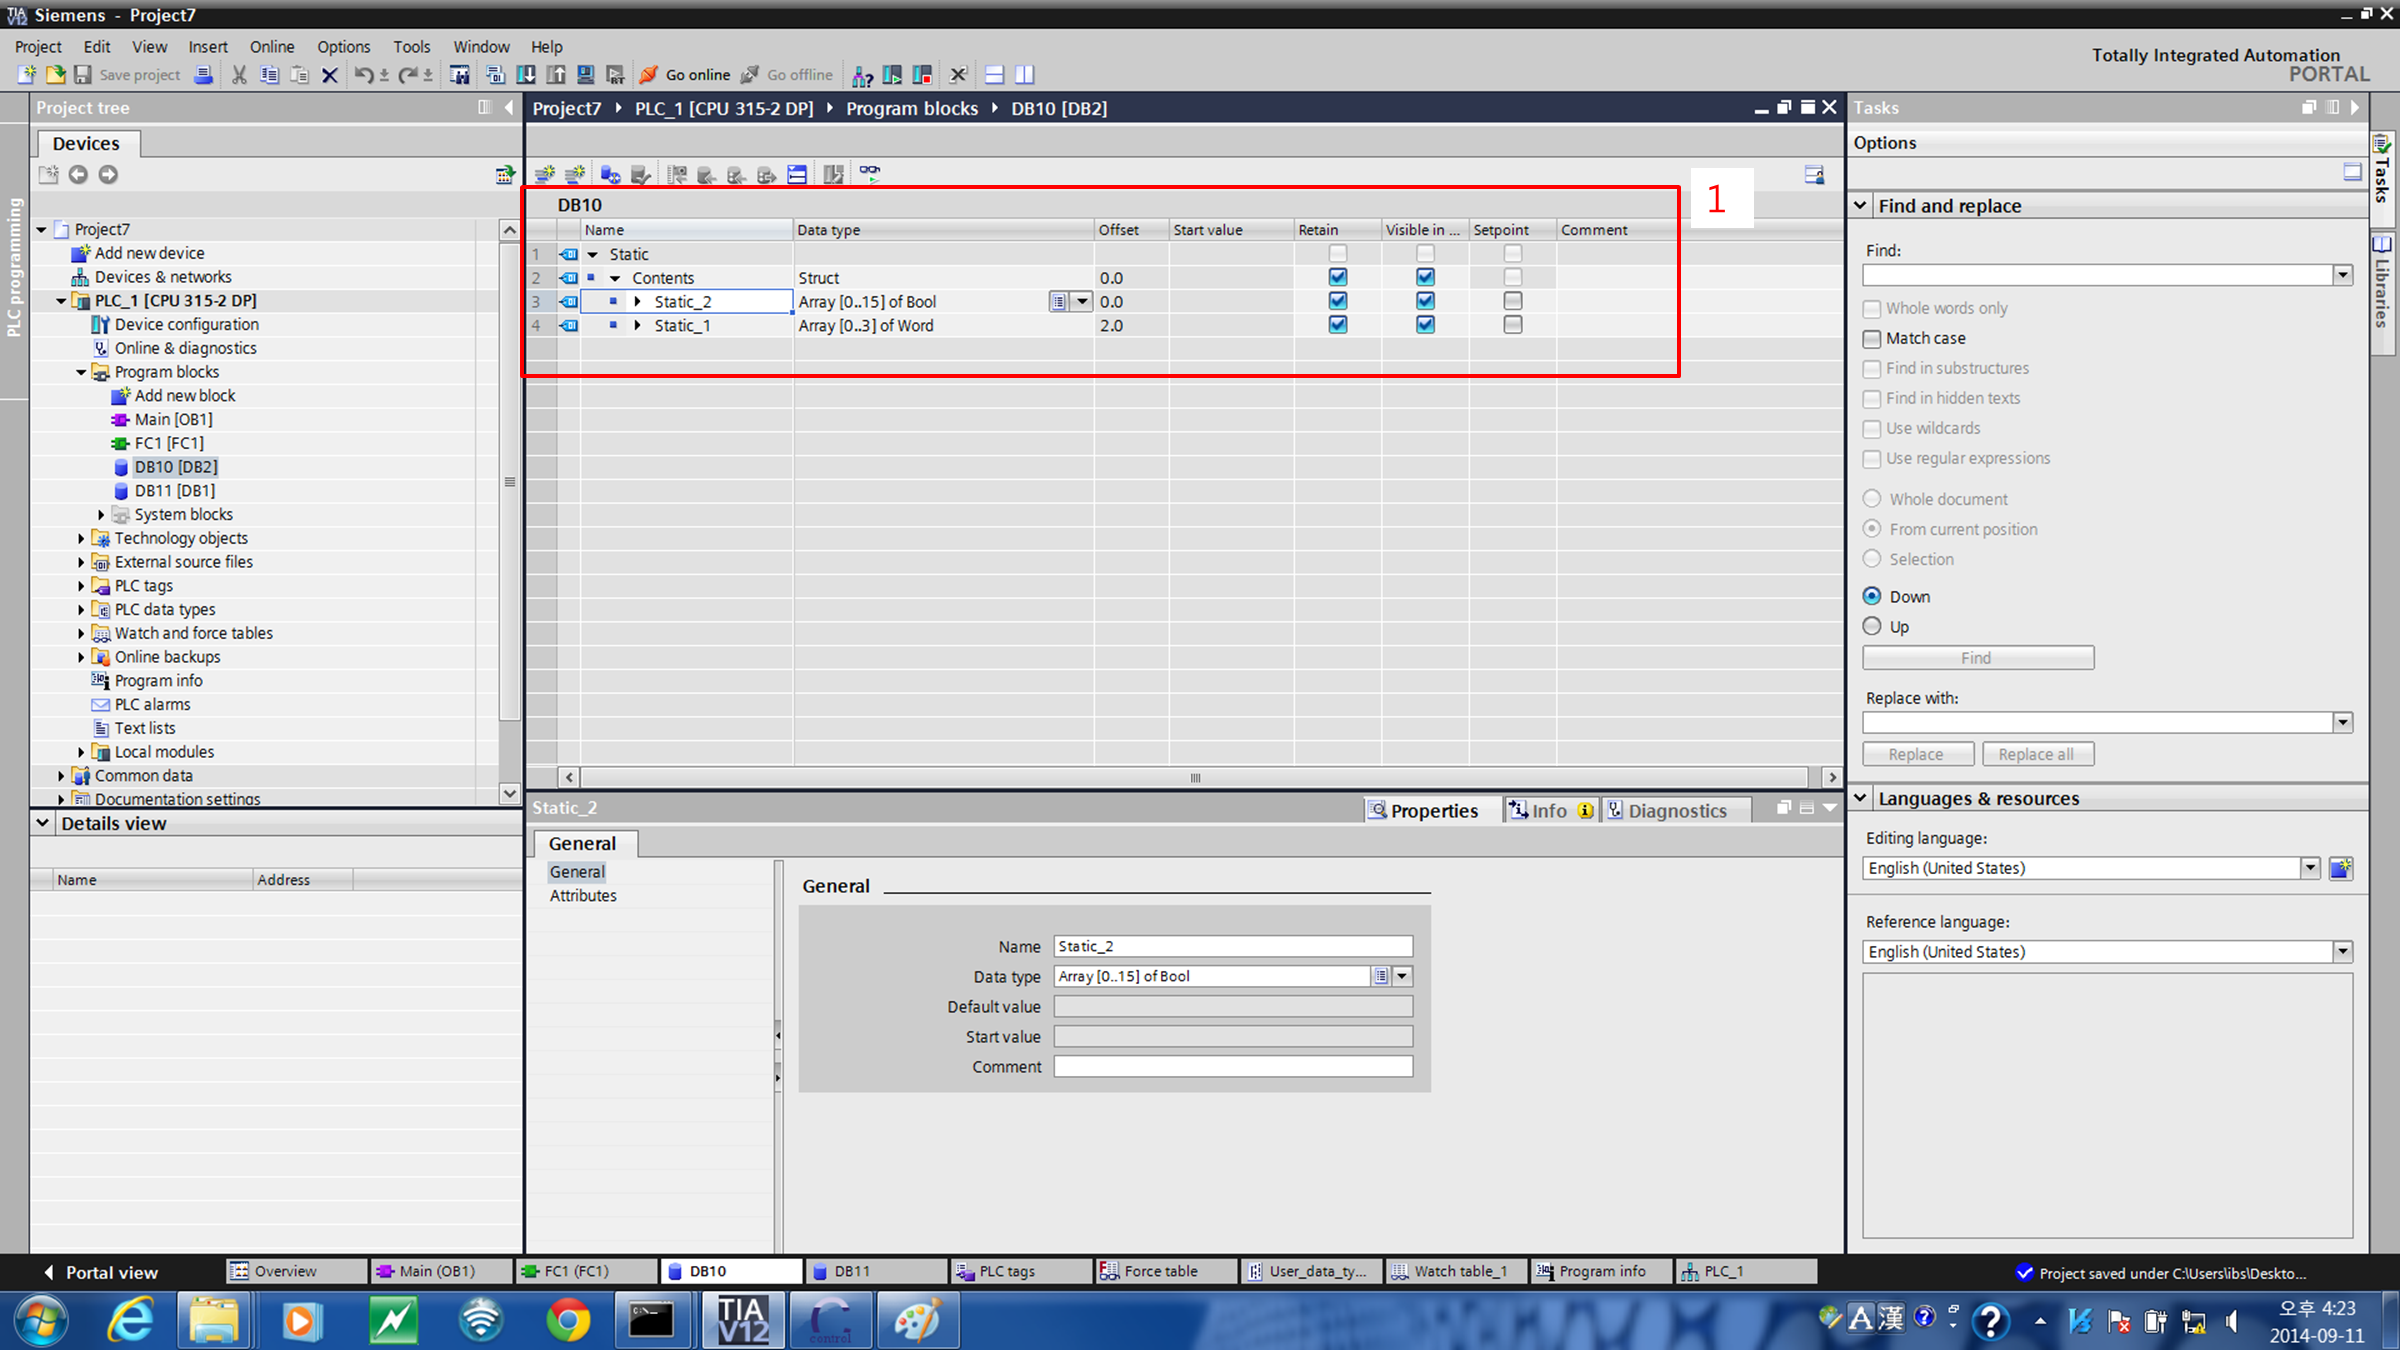 TIA V12 Siemens - Project7
Project Edit View Insert Online Options Tools Window Help
Totally Integrated Automation
PORTAL
Save project Go online Go offline
Project tree
Project7 PLC_1 [CPU 315-2 DP] Program blocks DB10 [DB2]
Tasks
Devices
Options
PLC programming
Tasks
Libraries
1
Project7
Add new device
Devices & networks
PLC_1 [CPU 315-2 DP]
Device configuration
Online & diagnostics
Program blocks
Add new block
Main [OB1]
FC1 [FC1]
DB10 [DB2]
DB11 [DB1]
System blocks
Technology objects
External source files
PLC tags
PLC data types
Watch and force tables
Online backups
Program info
PLC alarms
Text lists
Local modules
Common data
Documentation settings
Details view
Name Address
DB10
Name Data type Offset Start value Retain Visible in ... Setpoint Comment
1 Static
2 Contents Struct 0.0
3 Static_2 Array [0..15] of Bool 0.0
4 Static_1 Array [0..3] of Word 2.0
Static_2
Properties Info Diagnostics
General
General
Attributes
General
Name Static_2
Data type Array [0..15] of Bool
Default value
Start value
Comment
Find and replace
Find:
Whole words only
Match case
Find in substructures
Find in hidden texts
Use wildcards
Use regular expressions
Whole document
From current position
Selection
Down
Up
Find
Replace with:
Replace Replace all
Languages & resources
Editing language:
English (United States)
Reference language:
English (United States)
Portal view Overview Main (OB1) FC1 (FC1) DB10 DB11 PLC tags Force table User_data_ty... Watch table_1 Program info PLC_1
Project saved under C:\Users\ibs\Deskto...
TIA
V12
control
A 漢
오후 4:23
2014-09-11